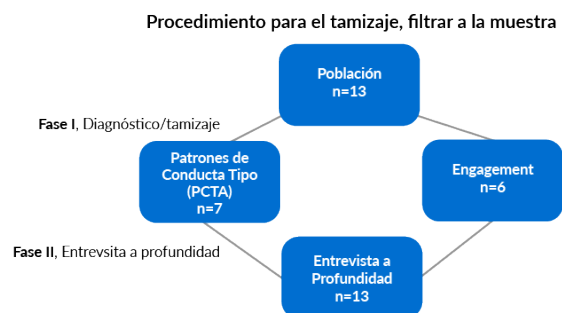 Procedimiento para el tamizaje, filtrar a la muestra
Población
n=13
Fase I, Diagnóstico/tamizaje
Patrones de
Conducta Tipo
(PCTA)
n=7
Engagement
n=6
Fase II, Entrevsita a profundidad
Entrevista a
Profundidad
n=13